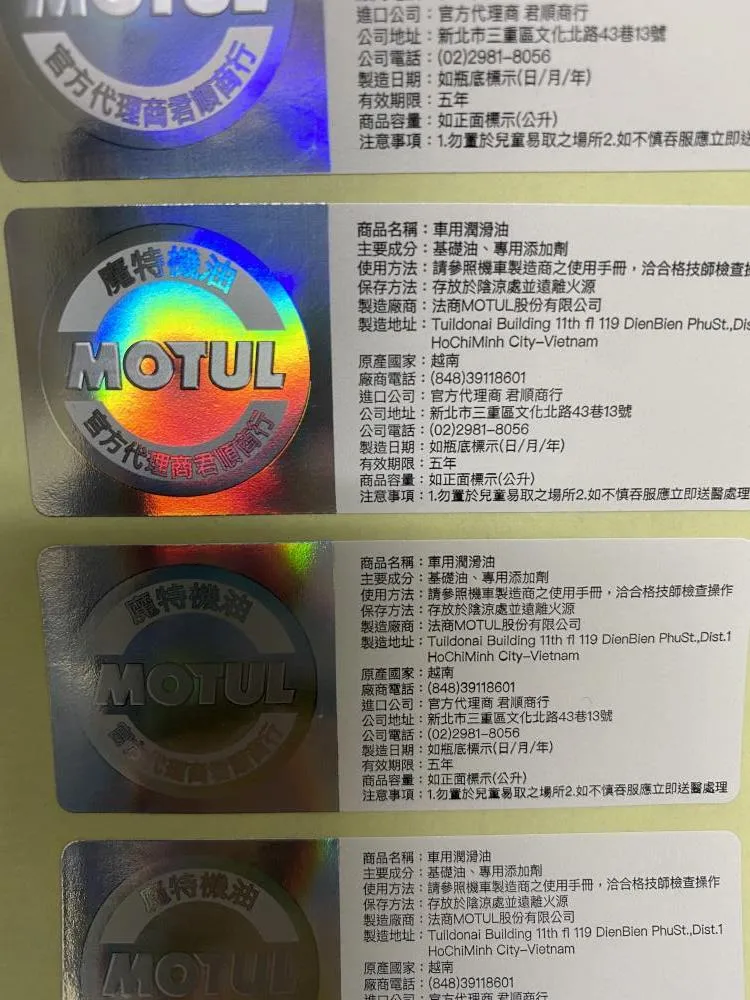 MOTUL
官方代理商君順商行
進口公司：官方代理商 君順商行
公司地址：新北市三重區文化北路43巷13號
公司電話：(02)2981-8056
製造日期：如瓶底標示(日/月/年)
有效期限：五年
商品容量：如正面標示(公升)
注意事項：1.勿置於兒童易取之場所2.如不慎吞服應立即送
魔特機油
MOTUL
官方代理商君順商行
商品名稱：車用潤滑油
主要成分：基礎油、專用添加劑
使用方法：請參照機車製造商之使用手冊，洽合格技師檢查
保存方法：存放於陰涼處並遠離火源
製造廠商：法商MOTUL股份有限公司
製造地址：Tuildonai Building 11th fl 119 DienBien PhuSt.,Dis
HoChiMinh City-Vietnam
原產國家：越南
廠商電話：(848)39118601
進口公司：官方代理商 君順商行
公司地址：新北市三重區文化北路43巷13號
公司電話：(02)2981-8056
製造日期：如瓶底標示(日/月/年)
有效期限：五年
商品容量：如正面標示(公升)
注意事項：1.勿置於兒童易取之場所2.如不慎吞服應立即送醫處理
魔特機油
MOTUL
官方代理商君順商行
商品名稱：車用潤滑油
主要成分：基礎油、專用添加劑
使用方法：請參照機車製造商之使用手冊，洽合格技師檢查操作
保存方法：存放於陰涼處並遠離火源
製造廠商：法商MOTUL股份有限公司
製造地址：Tuildonai Building 11th fl 119 DienBien PhuSt.,Dist.1
HoChiMinh City-Vietnam
原產國家：越南
廠商電話：(848)39118601
進口公司：官方代理商 君順商行
公司地址：新北市三重區文化北路43巷13號
公司電話：(02)2981-8056
製造日期：如瓶底標示(日/月/年)
有效期限：五年
商品容量：如正面標示(公升)
注意事項：1.勿置於兒童易取之場所2.如不慎吞服應立即送醫處理
魔特機油
MOTUL
商品名稱：車用潤滑油
主要成分：基礎油、專用添加劑
使用方法：請參照機車製造商之使用手冊，洽合格技師檢查操作
保存方法：存放於陰涼處並遠離火源
製造廠商：法商MOTUL股份有限公司
製造地址：Tuildonai Building 11th fl 119 DienBien PhuSt.,Dist.1
HoChiMinh City-Vietnam
原產國家：越南
廠商電話：(848)39118601
進口公司：官方代理商 君順商行